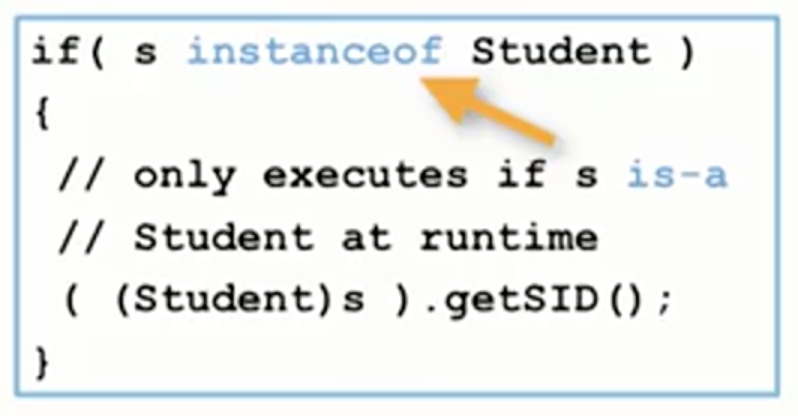 if( s instanceof Student )
{
// only executes if s is-a
// Student at runtime
( (Student)s ).getSID();
}